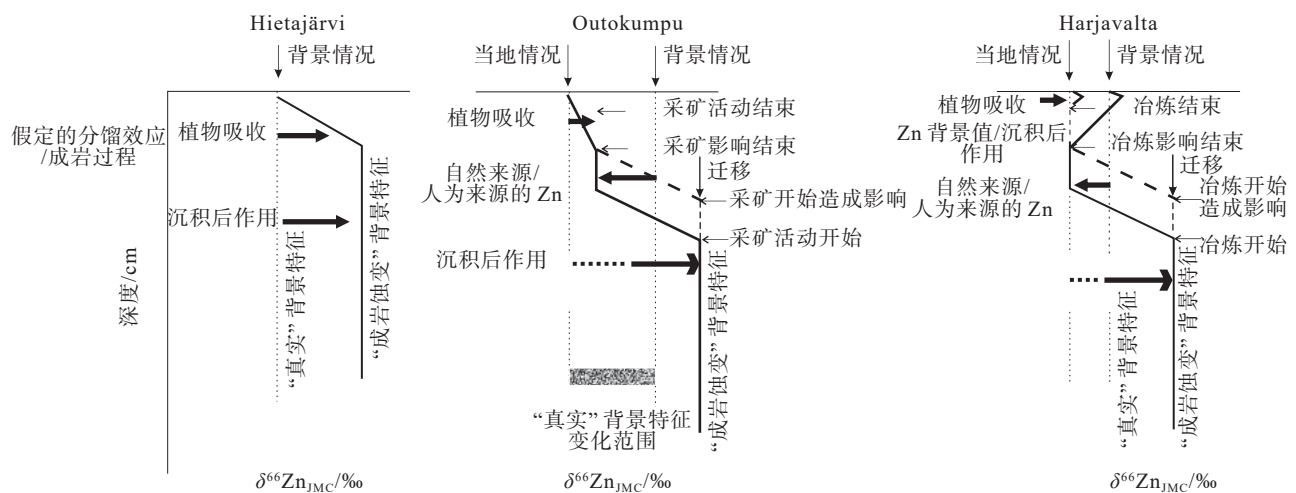 Hietajärvi
背景情况
假定的分馏效应
/成岩过程
植物吸收
沉积后作用
深度/cm
“真实” 背景特征
“成岩蚀变” 背景特征
δ⁶⁶Zn_JMC/‰
Outokumpu
当地情况
背景情况
植物吸收
采矿活动结束
采矿影响结束
迁移
自然来源/
人为来源的 Zn
采矿开始造成影响
采矿活动开始
沉积后作用
“真实” 背景特征
变化范围
“成岩蚀变” 背景特征
δ⁶⁶Zn_JMC/‰
Harjavalta
当地情况
背景情况
植物吸收
冶炼结束
Zn 背景值/沉积后
作用
冶炼影响结束
迁移
自然来源/
人为来源的 Zn
冶炼开始
造成影响
冶炼开始
“真实” 背景特征
“成岩蚀变” 背景特征
δ⁶⁶Zn_JMC/‰